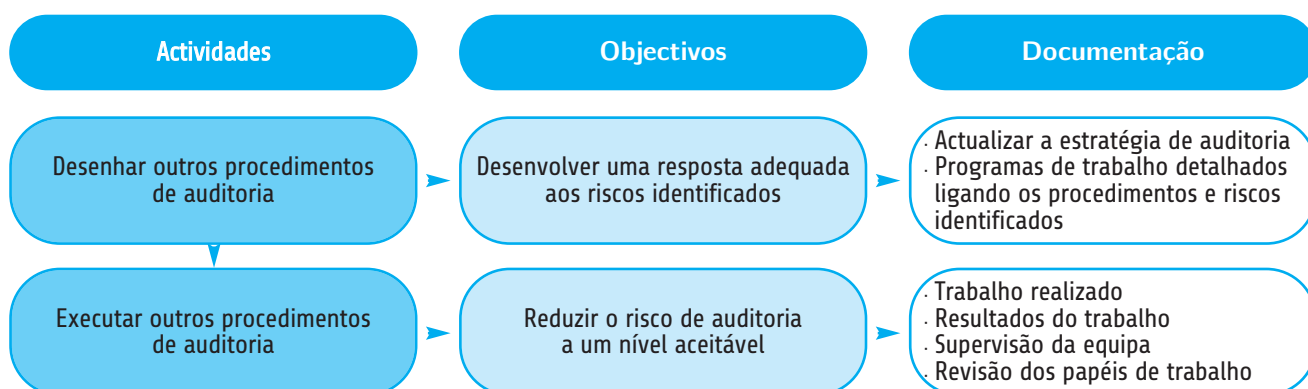 Actividades
Objectivos
Documentação
Desenhar outros procedimentos
de auditoria
Desenvolver uma resposta adequada
aos riscos identificados
· Actualizar a estratégia de auditoria
· Programas de trabalho detalhados
ligando os procedimentos e riscos
identificados
Executar outros procedimentos
de auditoria
Reduzir o risco de auditoria
a um nível aceitável
· Trabalho realizado
· Resultados do trabalho
· Supervisão da equipa
· Revisão dos papéis de trabalho